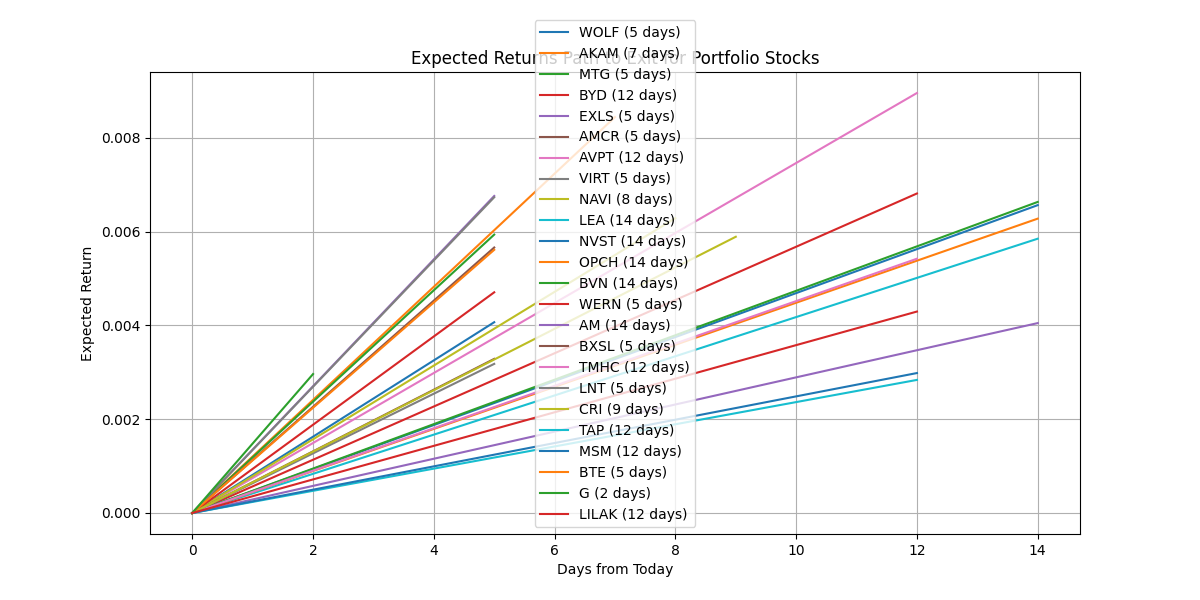 Expected Returns Path to Exit for Portfolio Stocks
WOLF (5 days)
AKAM (7 days)
MTG (5 days)
BYD (12 days)
EXLS (5 days)
AMCR (5 days)
AVPT (12 days)
VIRT (5 days)
NAVI (8 days)
LEA (14 days)
NVST (14 days)
OPCH (14 days)
BVN (14 days)
WERN (5 days)
AM (14 days)
BXSL (5 days)
TMHC (12 days)
LNT (5 days)
CRI (9 days)
TAP (12 days)
MSM (12 days)
BTE (5 days)
G (2 days)
LILAK (12 days)
Expected Return
0.008
0.006
0.004
0.002
0.000
0 2 4 6 8 10 12 14
Days from Today